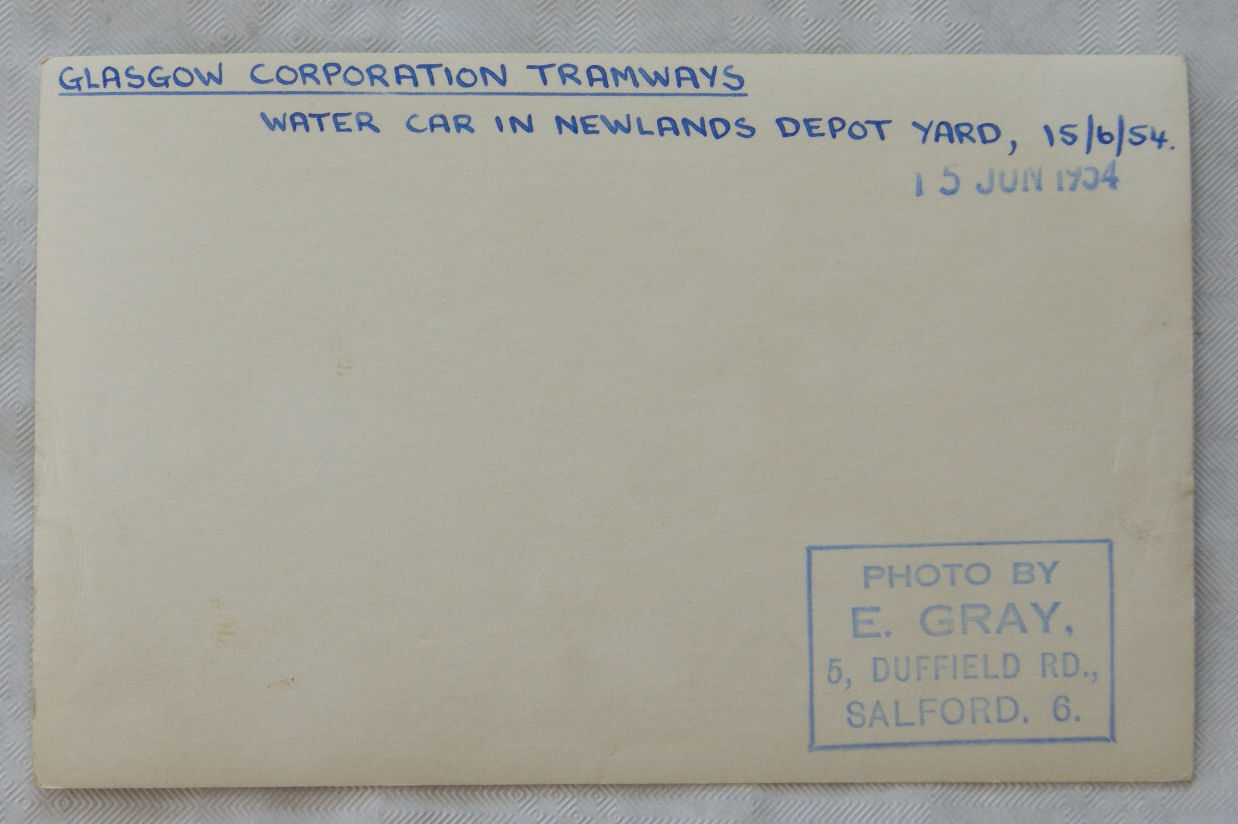 GLASGOW CORPORATION TRAMWAYS
WATER CAR IN NEWLANDS DEPOT YARD, 15/6/54.
15 JUN 1954
PHOTO BY
E. GRAY,
5, DUFFIELD RD.,
SALFORD. 6.